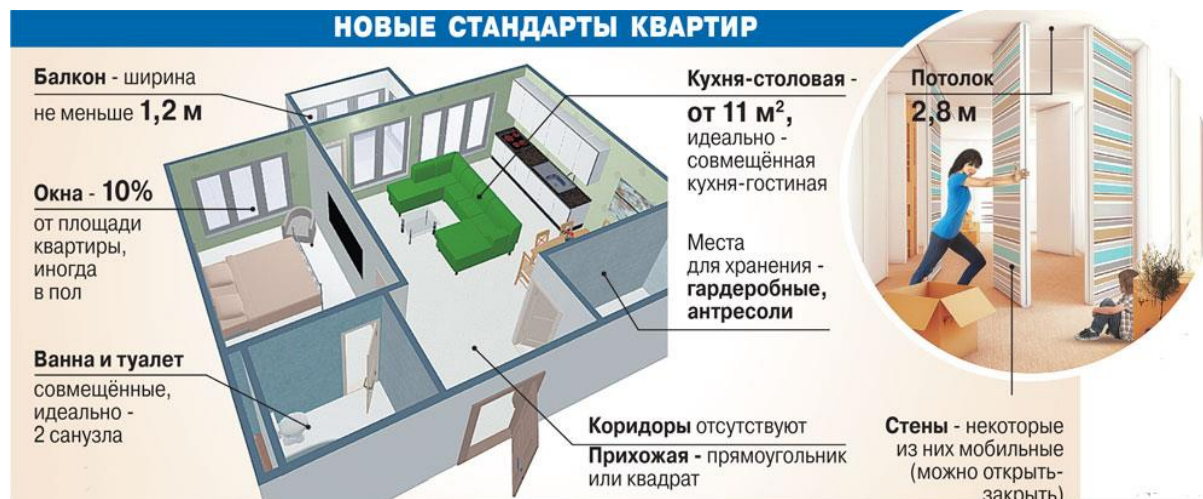 НОВЫЕ СТАНДАРТЫ КВАРТИР
Балкон - ширина
не меньше 1,2 м
Окна - 10%
от площади
квартиры,
иногда
в пол
Ванна и туалет
совмещённые,
идеально -
2 санузла
Кухня-столовая -
от 11 м²,
идеально -
совмещённая
кухня-гостиная
Места
для хранения -
гардеробные,
антресоли
Коридоры отсутствуют
Прихожая - прямоугольник
или квадрат
Потолок
2,8 м
Стены - некоторые
из них мобильные
(можно открыть-
закрыть)